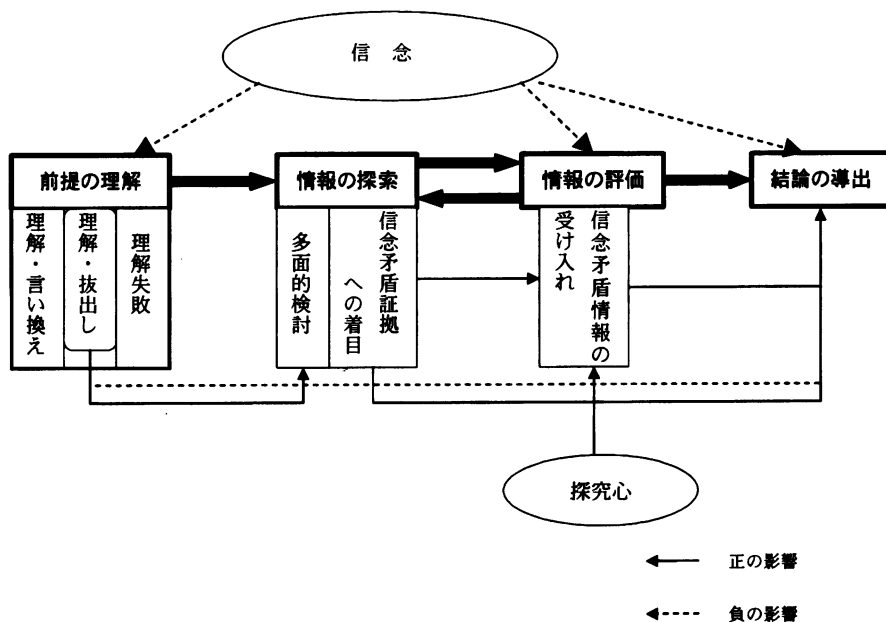 信　念
前提の理解
情報の探索
情報の評価
結論の導出
理解・言い換え
理解・抜出し
理解失敗
多面的検討
信念矛盾証拠
への着目
信念矛盾情報の
受け入れ
探究心
正の影響
負の影響